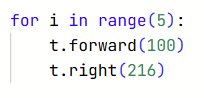 for i in range(5):
    t.forward(100)
    t.right(216)